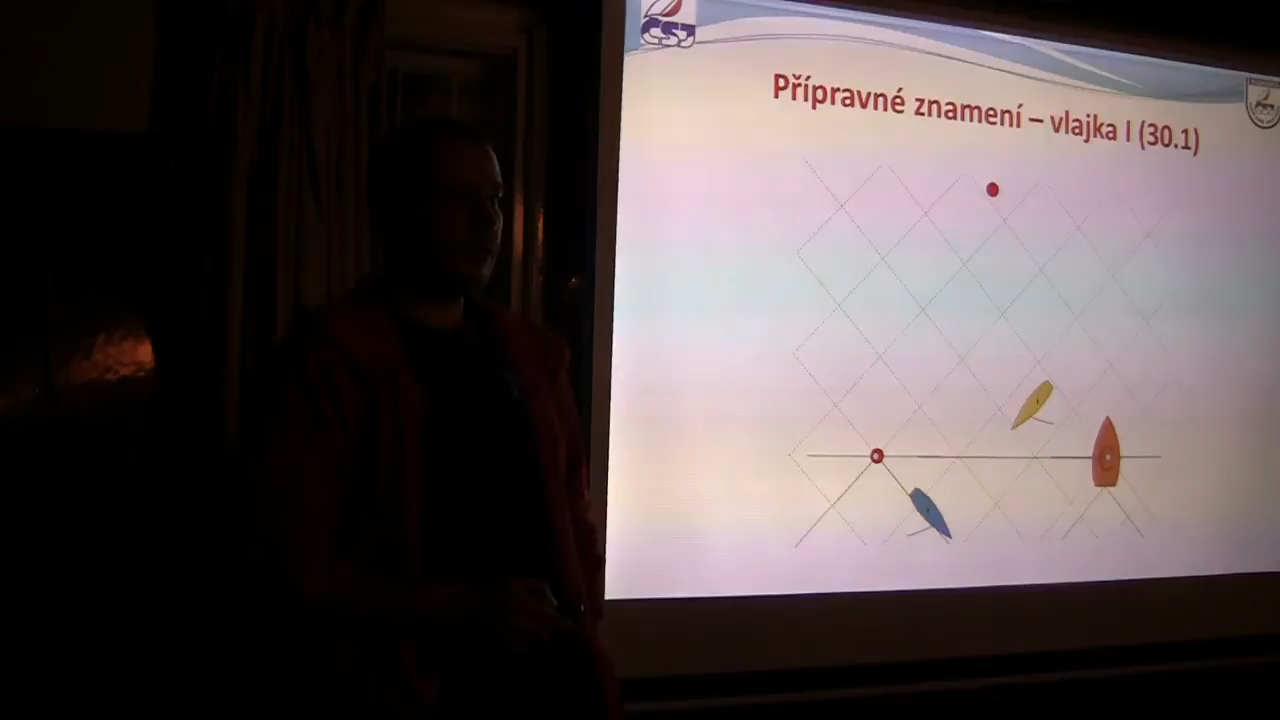 Přípravné znamení – vlajka I (30.1)